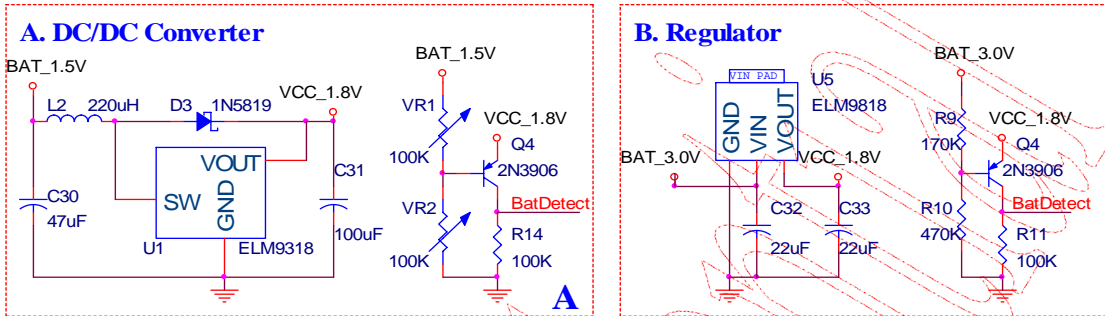 A. DC/DC Converter
BAT_1.5V
L2 220uH D3 1N5819
VCC_1.8V
VOUT
SW
GND
C30
47uF
U1 ELM9318
C31
100uF
BAT_1.5V
VR1
100K
VCC_1.8V
Q4
2N3906
BatDetect
VR2
100K
R14
100K
A
B. Regulator
VIN PAD
U5
ELM9818
GND
VIN
VOUT
BAT_3.0V
VCC_1.8V
C32
22uF
C33
22uF
BAT_3.0V
R9
170K
VCC_1.8V
Q4
2N3906
BatDetect
R10
470K
R11
100K